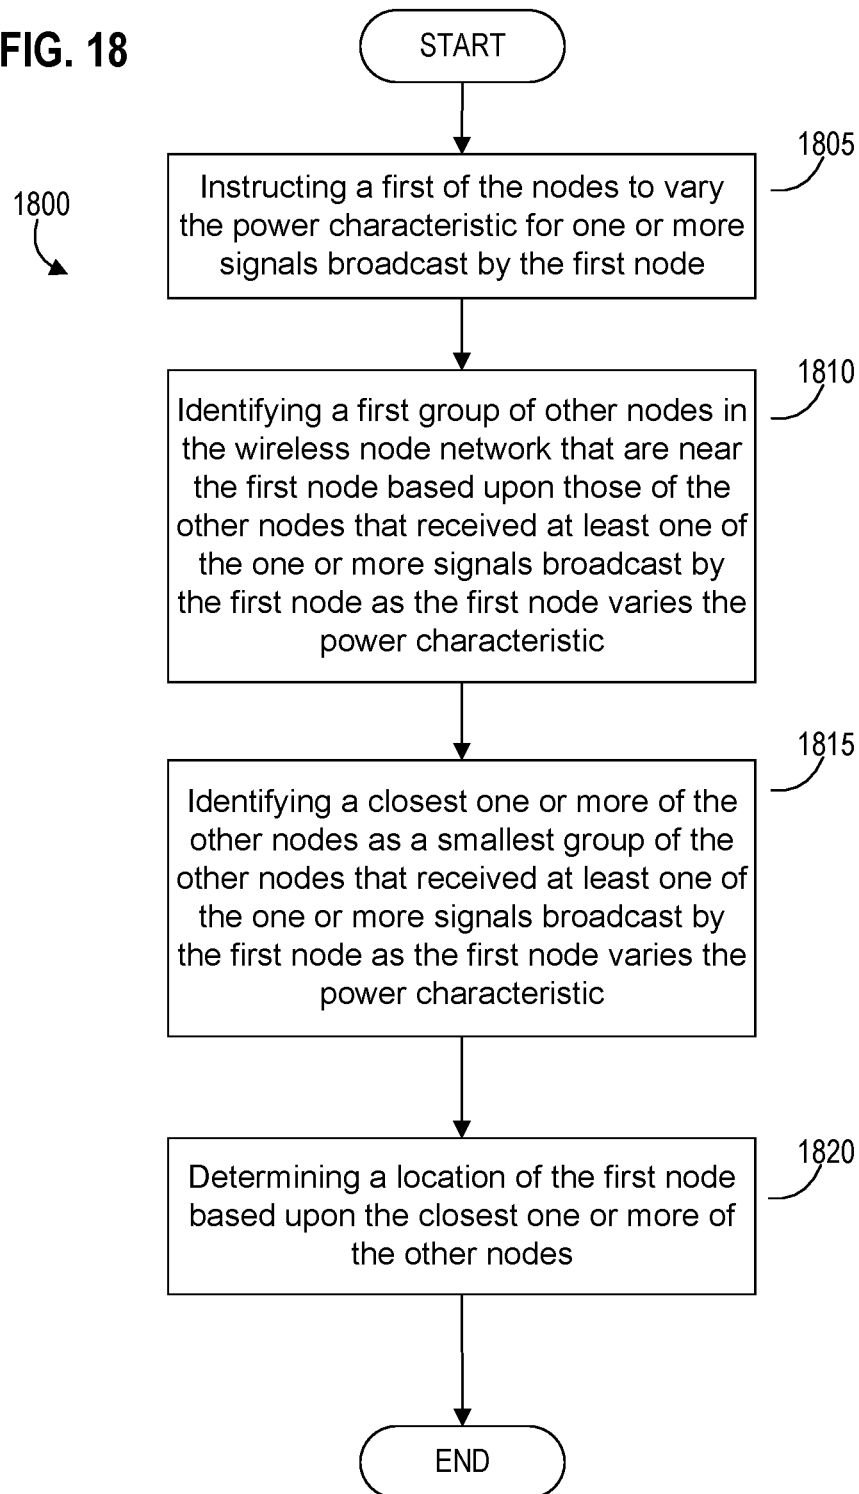 FIG. 18
START
1800
1805
Instructing a first of the nodes to vary
the power characteristic for one or more
signals broadcast by the first node
1810
Identifying a first group of other nodes in
the wireless node network that are near
the first node based upon those of the
other nodes that received at least one of
the one or more signals broadcast by
the first node as the first node varies the
power characteristic
1815
Identifying a closest one or more of the
other nodes as a smallest group of the
other nodes that received at least one of
the one or more signals broadcast by
the first node as the first node varies the
power characteristic
1820
Determining a location of the first node
based upon the closest one or more of
the other nodes
END